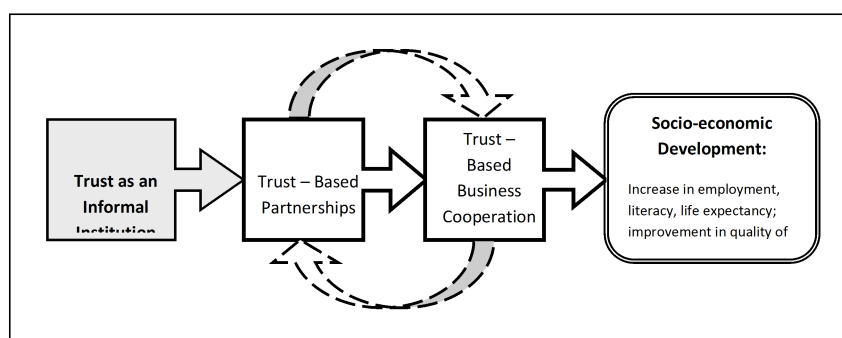 Trust as an
Informal
Institution
Trust – Based
Partnerships
Trust –
Based
Business
Cooperation
Socio-economic
Development:
Increase in employment,
literacy, life expectancy;
improvement in quality of